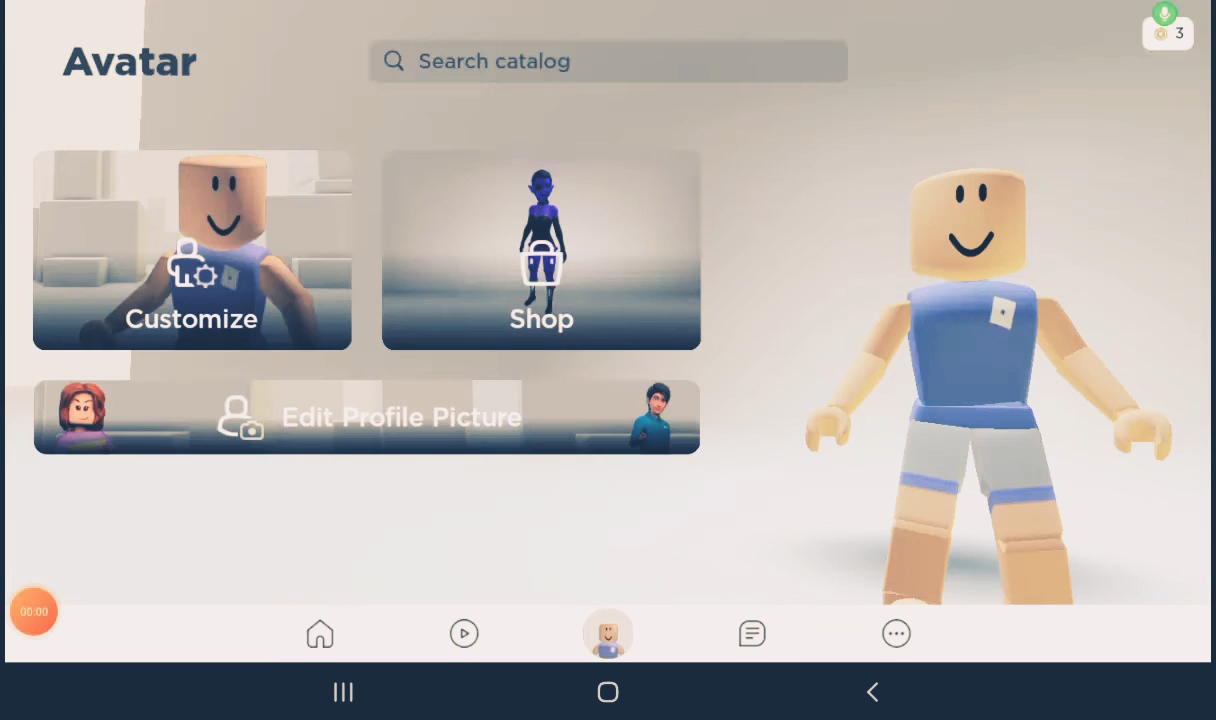 Avatar
Search catalog
3
Customize
Shop
Edit Profile Picture
00:00